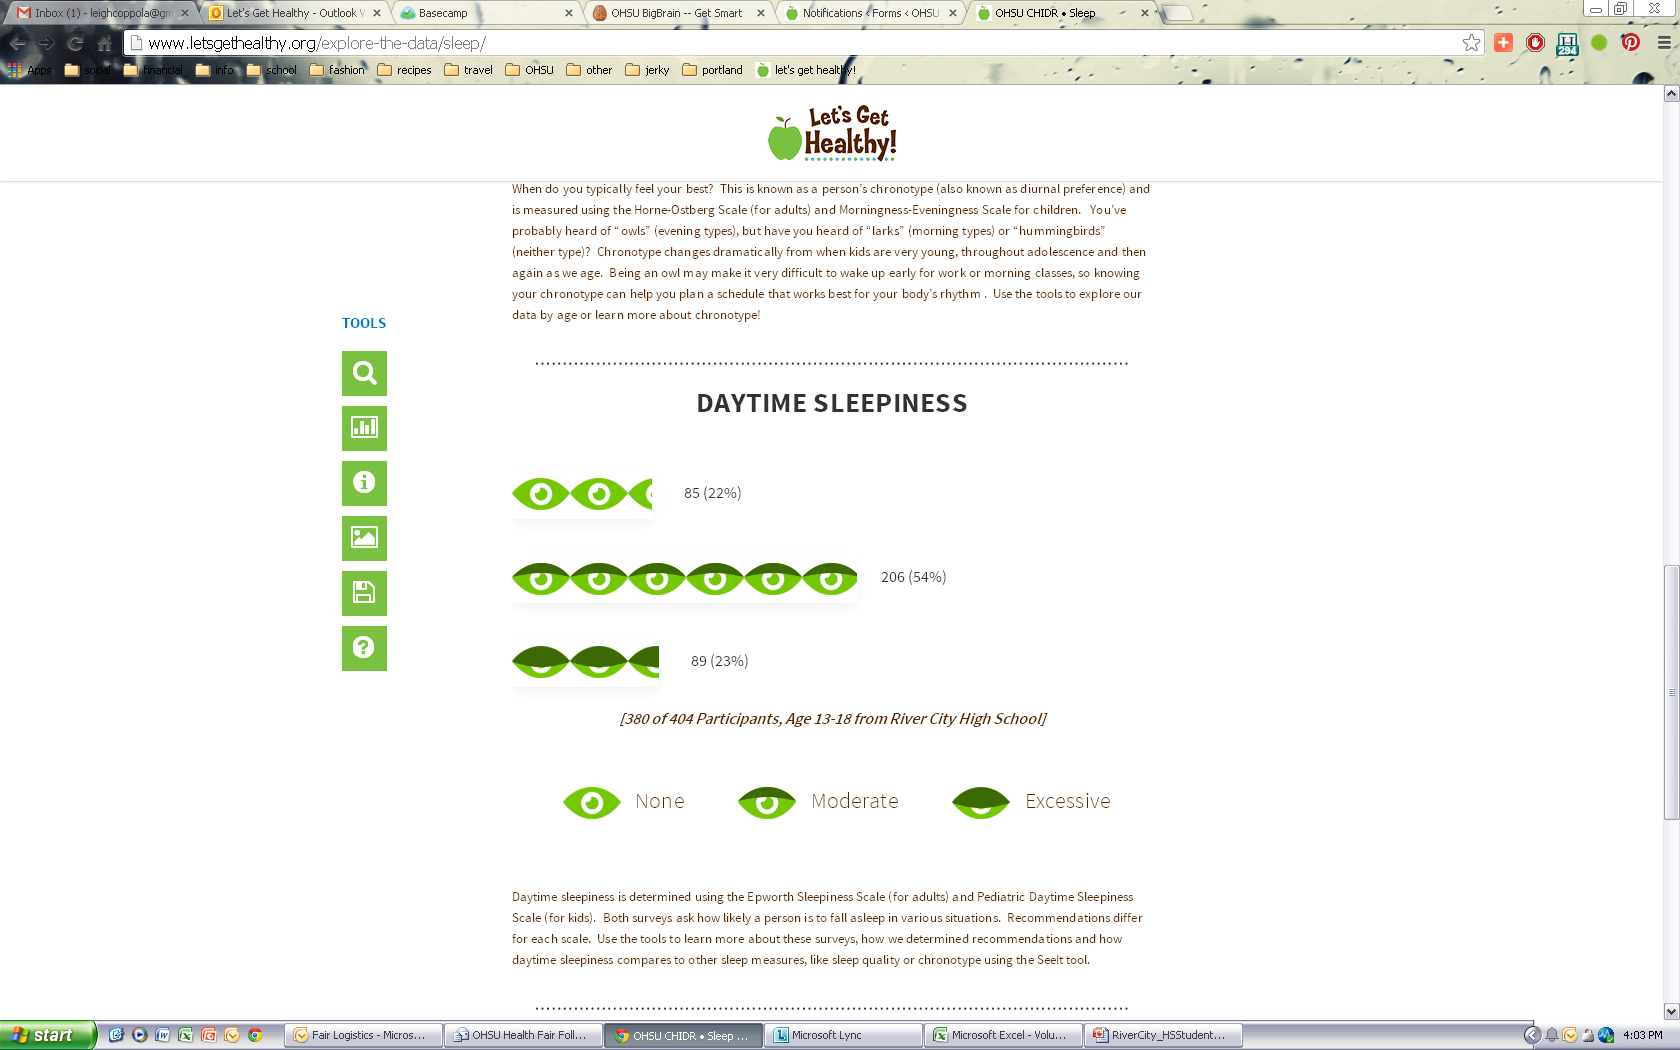 Inbox (1) - leighcoppola@gm
Let's Get Healthy - Outlook V
Basecamp
OHSU BigBrain -- Get Smart
Notifications ‹ Forms ‹ OHSU
OHSU CHIDR • Sleep
www.letsgethealthy.org/explore-the-data/sleep/
294
Apps
social
financial
info
school
fashion
recipes
travel
OHSU
other
jerky
portland
let's get healthy!
Let's Get
Healthy!
When do you typically feel your best? This is known as a person's chronotype (also known as diurnal preference) and
is measured using the Horne-Ostberg Scale (for adults) and Morningness-Eveningness Scale for children. You've
probably heard of “owls” (evening types), but have you heard of “larks” (morning types) or “hummingbirds”
(neither type)? Chronotype changes dramatically from when kids are very young, throughout adolescence and then
again as we age. Being an owl may make it very difficult to wake up early for work or morning classes, so knowing
your chronotype can help you plan a schedule that works best for your body's rhythm . Use the tools to explore our
data by age or learn more about chronotype!
TOOLS
DAYTIME SLEEPINESS
85 (22%)
206 (54%)
89 (23%)
[380 of 404 Participants, Age 13-18 from River City High School]
None
Moderate
Excessive
Daytime sleepiness is determined using the Epworth Sleepiness Scale (for adults) and Pediatric Daytime Sleepiness
Scale (for kids). Both surveys ask how likely a person is to fall asleep in various situations. Recommendations differ
for each scale. Use the tools to learn more about these surveys, how we determined recommendations and how
daytime sleepiness compares to other sleep measures, like sleep quality or chronotype using the SeeIt tool.
start
Fair Logistics - Micros...
OHSU Health Fair Foll...
OHSU CHIDR • Sleep ...
Microsoft Lync
Microsoft Excel - Volu...
RiverCity_HSStudent...
4:03 PM